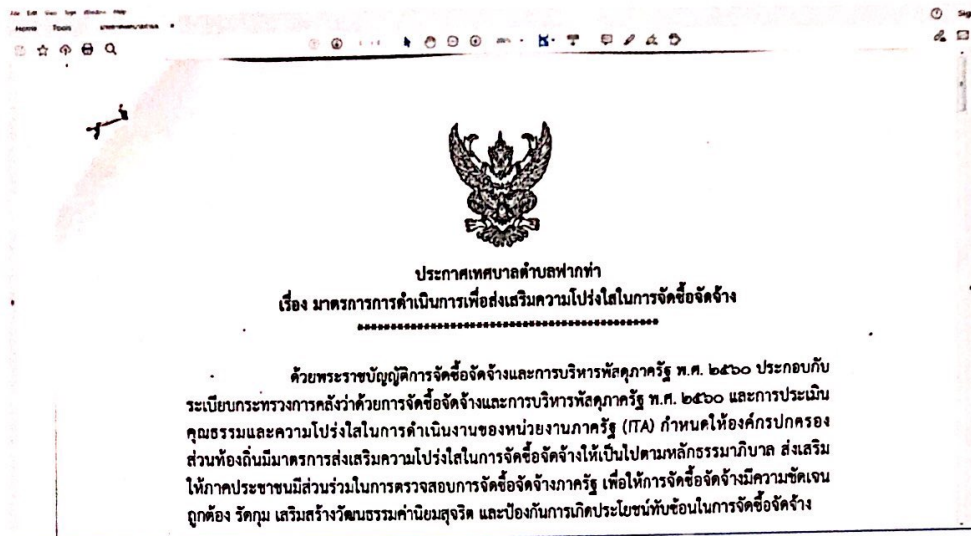 Home Tools
ประกาศเทศบาลตำบลฟากท่า
เรื่อง มาตรการการดำเนินการเพื่อส่งเสริมความโปร่งใสในการจัดซื้อจัดจ้าง
ด้วยพระราชบัญญัติการจัดซื้อจัดจ้างและการบริหารพัสดุภาครัฐ พ.ศ. ๒๕๖๐ ประกอบกับ
ระเบียบกระทรวงการคลังว่าด้วยการจัดซื้อจัดจ้างและการบริหารพัสดุภาครัฐ พ.ศ. ๒๕๖๐ และการประเมิน
คุณธรรมและความโปร่งใสในการดำเนินงานของหน่วยงานภาครัฐ (ITA) กำหนดให้องค์กรปกครอง
ส่วนท้องถิ่นมีมาตรการส่งเสริมความโปร่งใสในการจัดซื้อจัดจ้างให้เป็นไปตามหลักธรรมาภิบาล ส่งเสริม
ให้ภาคประชาชนมีส่วนร่วมในการตรวจสอบการจัดซื้อจัดจ้างภาครัฐ เพื่อให้การจัดซื้อจัดจ้างมีความชัดเจน
ถูกต้อง รัดกุม เสริมสร้างวัฒนธรรมค่านิยมสุจริต และป้องกันการเกิดประโยชน์ทับซ้อนในการจัดซื้อจัดจ้าง